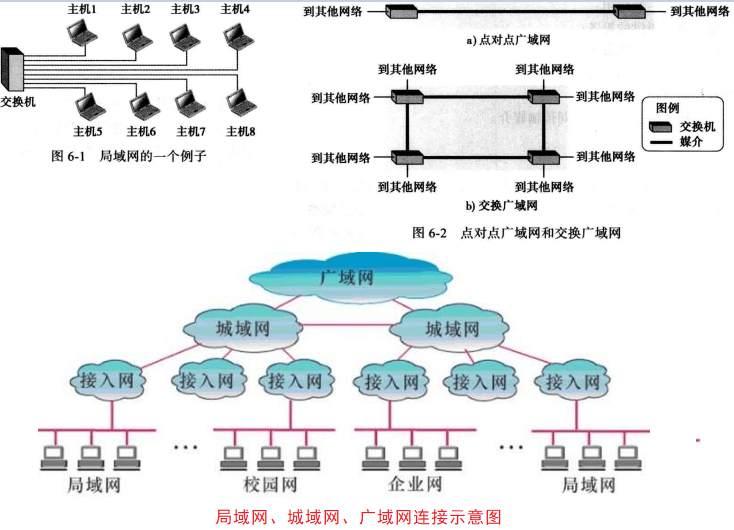 主机1 主机2 主机3 主机4
交换机
主机5 主机6 主机7 主机8
图 6-1 局域网的一个例子
到其他网络 到其他网络
a) 点对点广域网
到其他网络 到其他网络
到其他网络 到其他网络
到其他网络 到其他网络
到其他网络 到其他网络
b) 交换广域网
图例
交换机
媒介
图 6-2 点对点广域网和交换广域网
广域网
城域网 城域网
接入网 接入网 接入网 接入网 接入网 接入网
... ...
局域网 校园网 企业网 局域网
局域网、城域网、广域网连接示意图